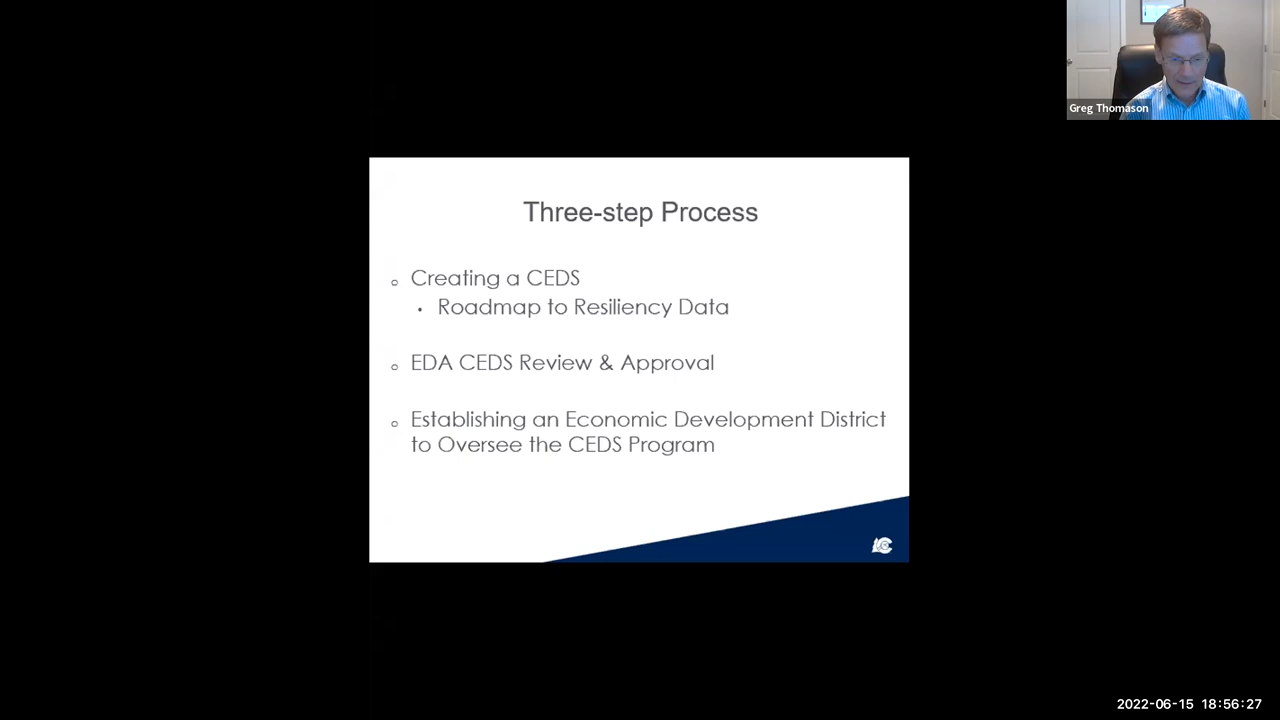 Greg Thomason
Three-step Process
Creating a CEDS
Roadmap to Resiliency Data
EDA CEDS Review & Approval
Establishing an Economic Development District
to Oversee the CEDS Program
2022-06-15 18:56:27